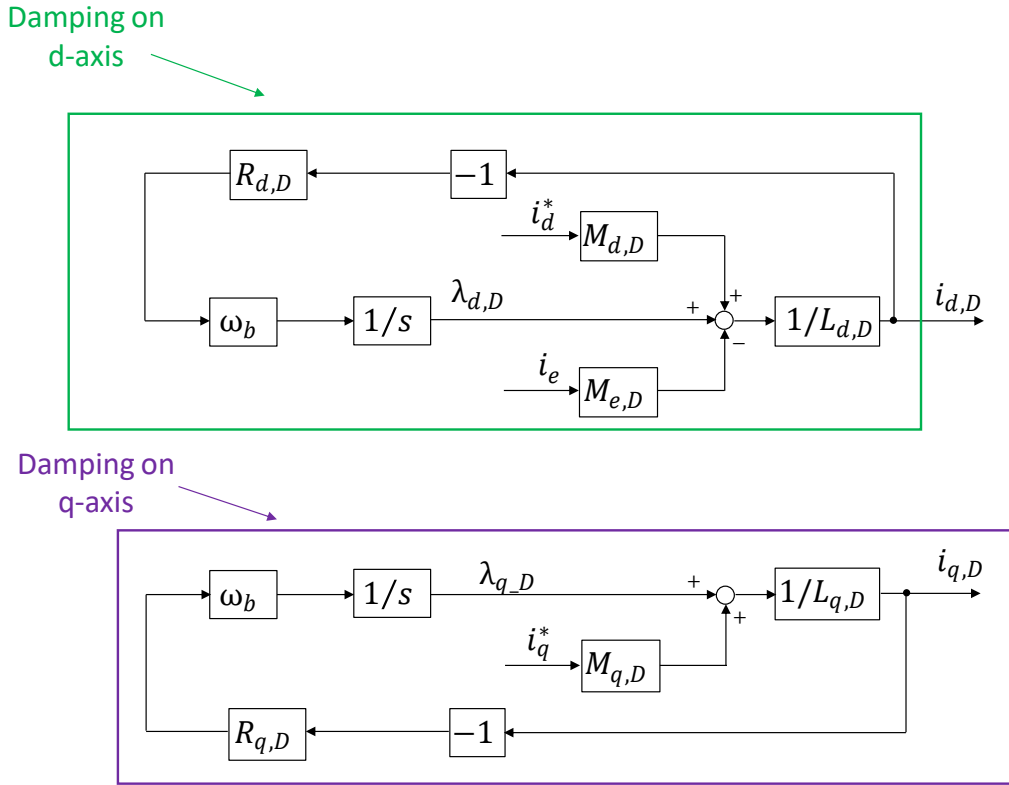 Damping on
d-axis
R_{d,D}
−1
i_d^*
M_{d,D}
+
ω_b
1/s
λ_{d,D}
+
−
1/L_{d,D}
i_{d,D}
i_e
M_{e,D}
Damping on
q-axis
ω_b
1/s
λ_{q_D}
+
+
1/L_{q,D}
i_{q,D}
i_q^*
M_{q,D}
R_{q,D}
−1